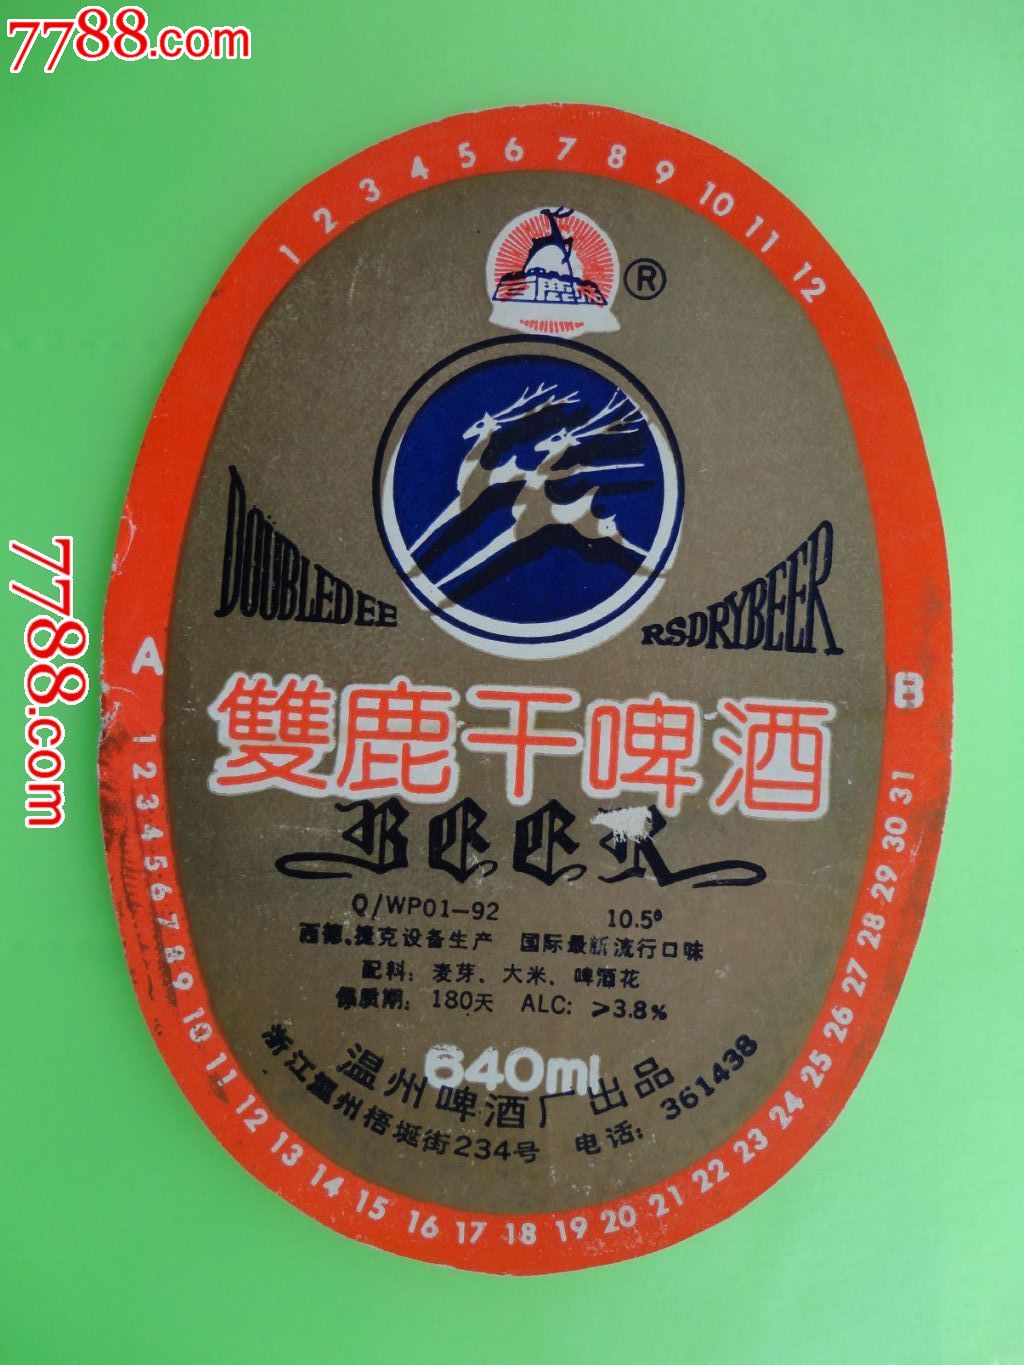 7788.com
7788.com
1 2 3 4 5 6 7 8 9 10 11 12
®
DOUBLEDEE
RSDRYBEER
A
B
雙鹿干啤酒
BEER
Q/WP01-92 10.5°
西德、捷克设备生产 国际最新流行口味
配料：麦芽、大米、啤酒花
保质期：180天 ALC：≥3.8%
640ml
温州啤酒厂出品
浙江温州梧埏街234号 电话：361438
1 2 3 4 5 6 7 8 9 10 11 12 13 14 15 16 17 18 19 20 21 22 23 24 25 26 27 28 29 30 31